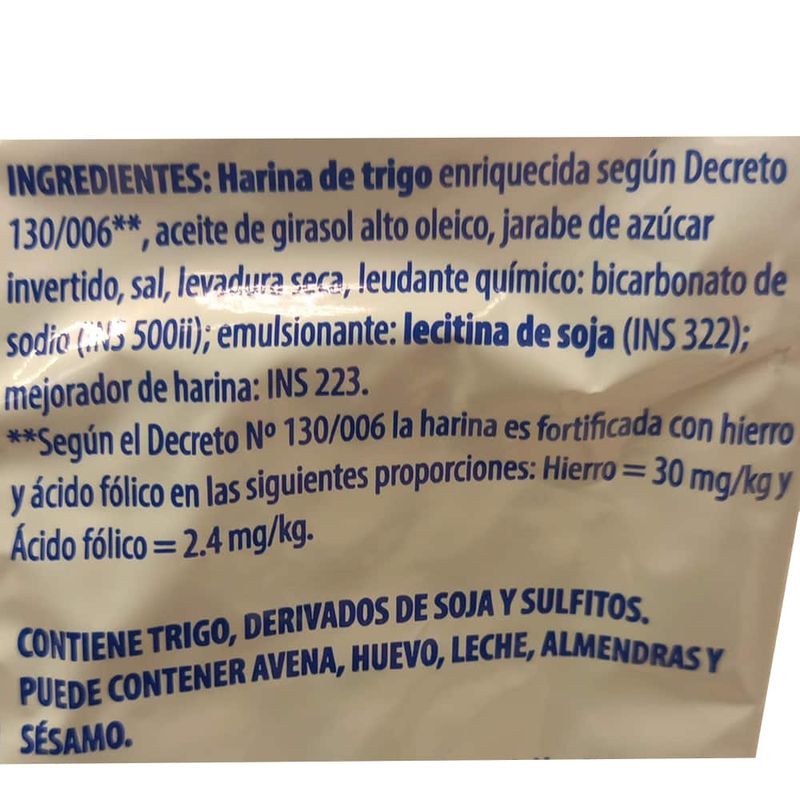 INGREDIENTES: Harina de trigo enriquecida según Decreto
130/006**, aceite de girasol alto oleico, jarabe de azúcar
invertido, sal, levadura seca, leudante químico: bicarbonato de
sodio (INS 500ii); emulsionante: lecitina de soja (INS 322);
mejorador de harina: INS 223.
**Según el Decreto Nº 130/006 la harina es fortificada con hierro
y ácido fólico en las siguientes proporciones: Hierro = 30 mg/kg y
Ácido fólico = 2.4 mg/kg.
CONTIENE TRIGO, DERIVADOS DE SOJA Y SULFITOS.
PUEDE CONTENER AVENA, HUEVO, LECHE, ALMENDRAS Y
SÉSAMO.